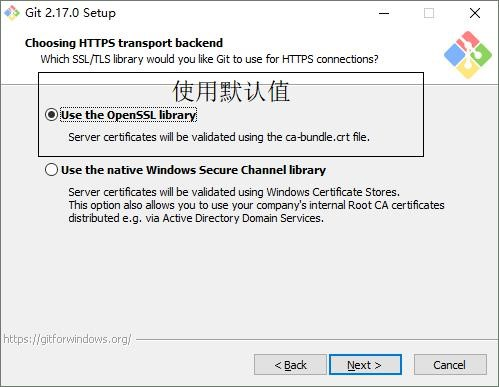 Git 2.17.0 Setup
Choosing HTTPS transport backend
Which SSL/TLS library would you like Git to use for HTTPS connections?
使用默认值
Use the OpenSSL library
Server certificates will be validated using the ca-bundle.crt file.
Use the native Windows Secure Channel library
Server certificates will be validated using Windows Certificate Stores.
This option also allows you to use your company's internal Root CA certificates
distributed e.g. via Active Directory Domain Services.
https://gitforwindows.org/
< Back
Next >
Cancel